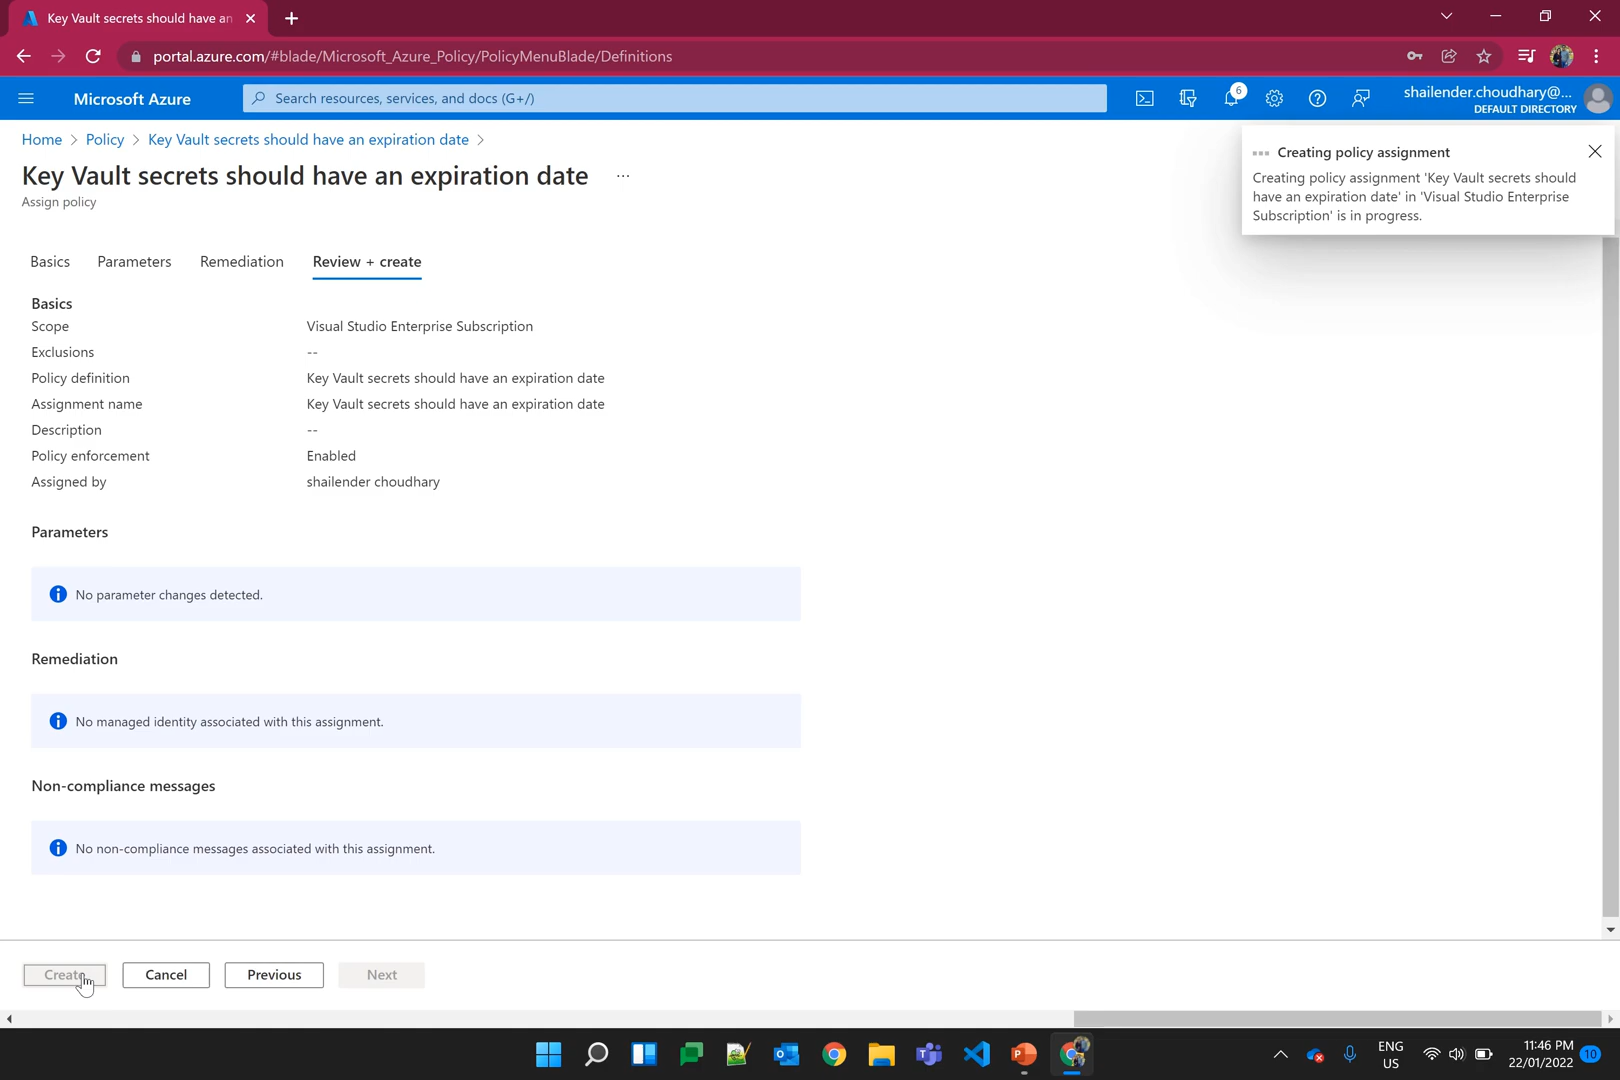 Key Vault secrets should have an
portal.azure.com/#blade/Microsoft_Azure_Policy/PolicyMenuBlade/Definitions
Microsoft Azure
Search resources, services, and docs (G+/)
6
shailender.choudhary@...
DEFAULT DIRECTORY
Home > Policy > Key Vault secrets should have an expiration date >
Key Vault secrets should have an expiration date ...
Assign policy
Creating policy assignment
Creating policy assignment 'Key Vault secrets should
have an expiration date' in 'Visual Studio Enterprise
Subscription' is in progress.
Basics Parameters Remediation Review + create
Basics
Scope Visual Studio Enterprise Subscription
Exclusions --
Policy definition Key Vault secrets should have an expiration date
Assignment name Key Vault secrets should have an expiration date
Description --
Policy enforcement Enabled
Assigned by shailender choudhary
Parameters
No parameter changes detected.
Remediation
No managed identity associated with this assignment.
Non-compliance messages
No non-compliance messages associated with this assignment.
Create Cancel Previous Next
ENG
US
11:46 PM
22/01/2022
10